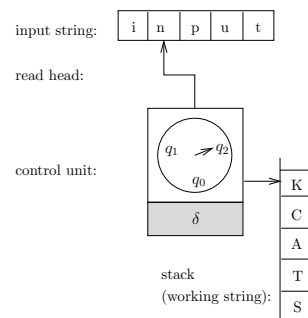 input string: i n p u t
read head:
q₁ q₂
control unit: q₀
K
δ C
A
stack T
(working string): S